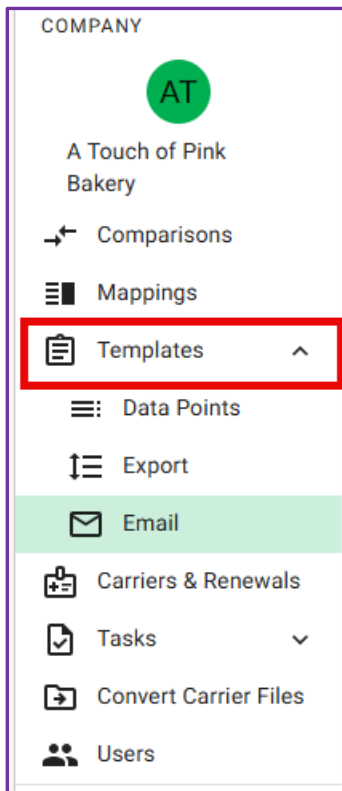 COMPANY
AT
A Touch of Pink
Bakery
Comparisons
Mappings
Templates
Data Points
Export
Email
Carriers & Renewals
Tasks
Convert Carrier Files
Users